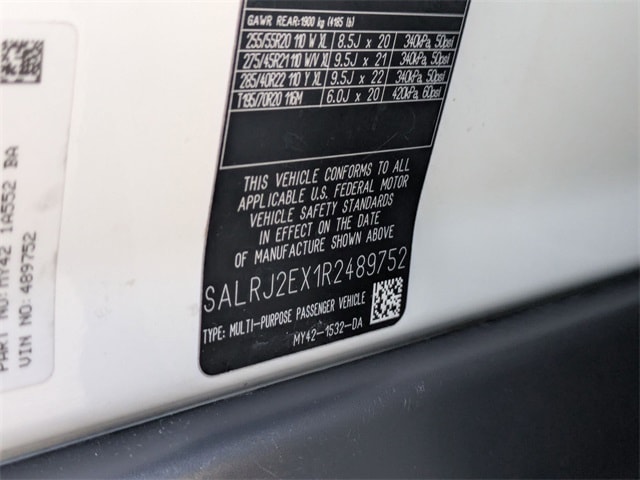 GAWR REAR: 1900 kg (4185 lb)
255/55R20 110 W XL 8.5J x 20 340kPa, 50psi
275/45R21 110 W/V XL 9.5J x 21 340kPa, 50psi
285/40R22 110 Y XL 9.5J x 22 340kPa, 50psi
T195/70R20 116M 6.0J x 20 420kPa, 60psi
THIS VEHICLE CONFORMS TO ALL
APPLICABLE U.S. FEDERAL MOTOR
VEHICLE SAFETY STANDARDS
IN EFFECT ON THE DATE
OF MANUFACTURE SHOWN ABOVE
SALRJ2EX1R2489752
TYPE: MULTI-PURPOSE PASSENGER VEHICLE
MY42-1532-DA
PART NO: MY42 1A552 BA
VIN NO: 489752